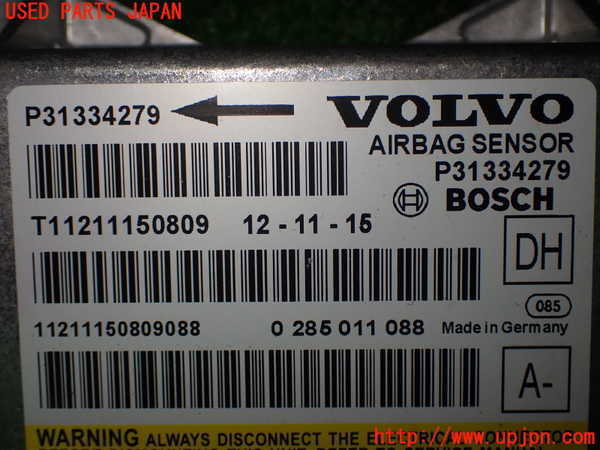 USED PARTS JAPAN
P31334279
VOLVO
AIRBAG SENSOR
P31334279
BOSCH
T11211150809 12 - 11 - 15
DH
085
11211150809088 0 285 011 088 Made in Germany
A-
WARNING ALWAYS DISCONNECT THE
http://www.upjpn.com